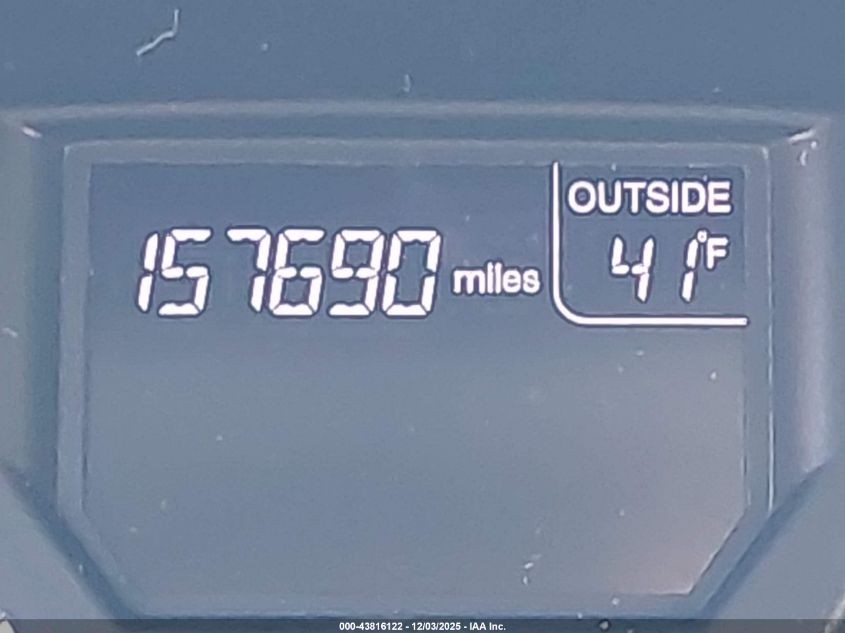 157690 miles
OUTSIDE
41°F
000-43816122 - 12/03/2025 - IAA Inc.